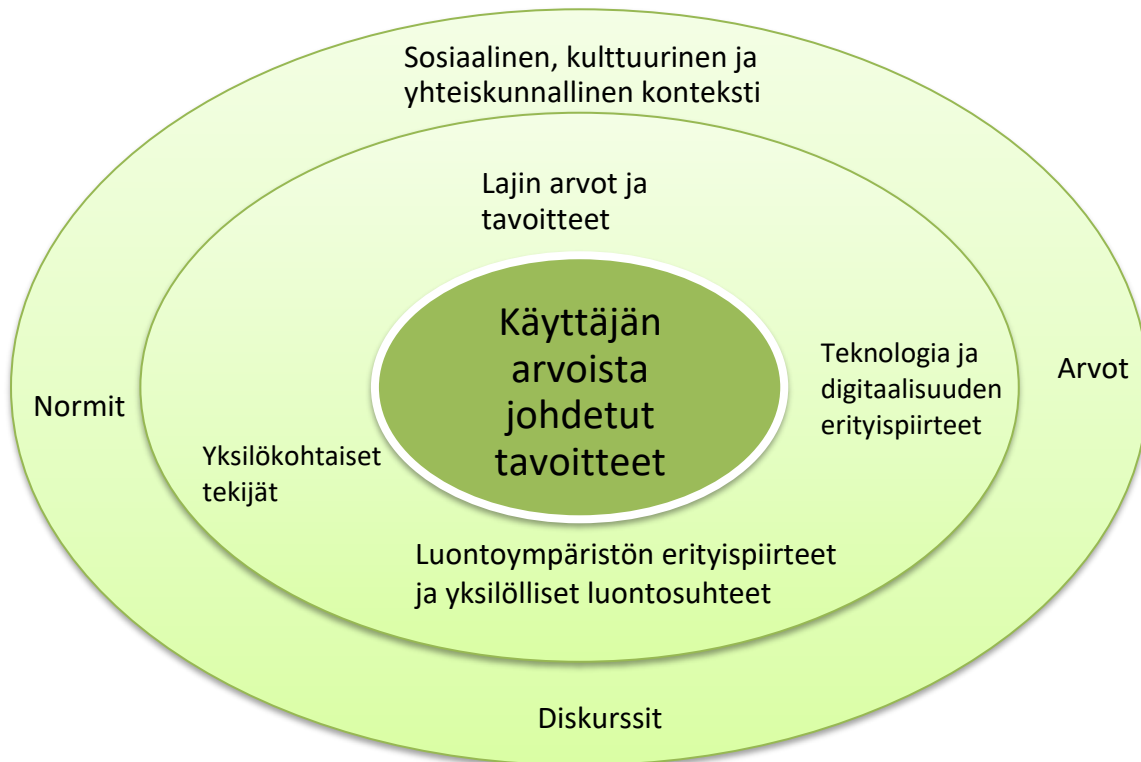 Sosiaalinen, kulttuurinen ja
yhteiskunnallinen konteksti
Lajin arvot ja
tavoitteet
Käyttäjän
arvoista
johdetut
tavoitteet
Teknologia ja
digitaalisuuden
erityispiirteet
Arvot
Normit
Yksilökohtaiset
tekijät
Luontoympäristön erityispiirteet
ja yksilölliset luontosuhteet
Diskurssit